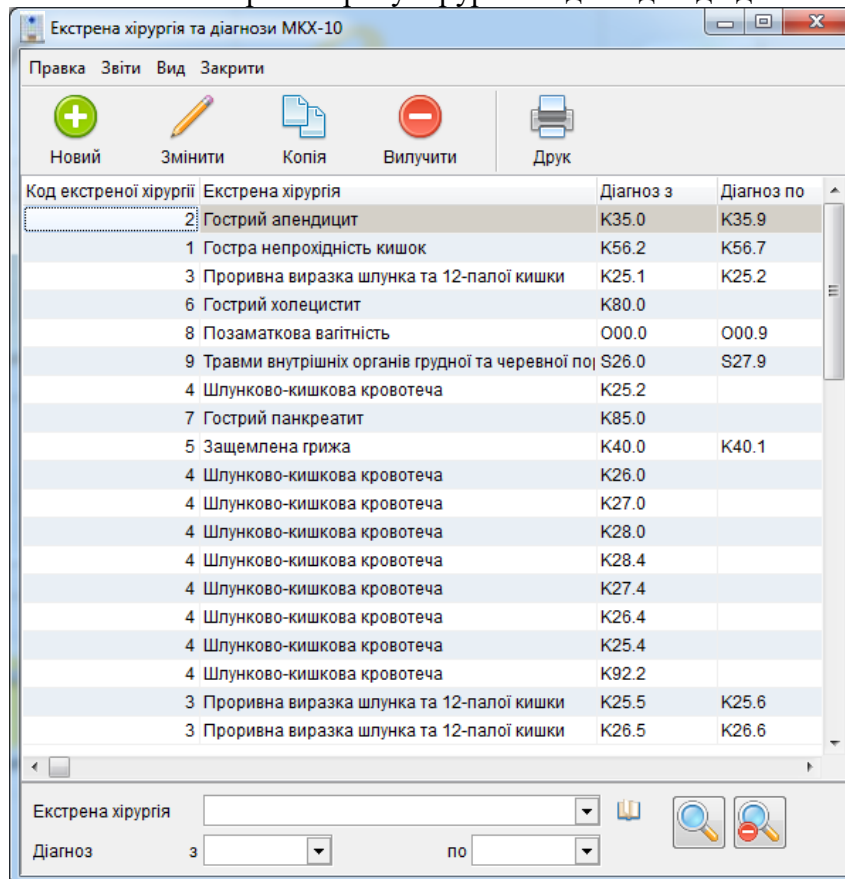 Екстрена хірургія та діагнози МКХ-10
Правка Звіти Вид Закрити
Новий Змінити Копія Вилучити Друк
Код екстреної хірургії Екстрена хірургія Діагноз з Діагноз по
2 Гострий апендицит K35.0 K35.9
1 Гостра непрохідність кишок K56.2 K56.7
3 Проривна виразка шлунка та 12-палої кишки K25.1 K25.2
6 Гострий холецистит K80.0
8 Позаматкова вагітність O00.0 O00.9
9 Травми внутрішніх органів грудної та черевної пор S26.0 S27.9
4 Шлунково-кишкова кровотеча K25.2
7 Гострий панкреатит K85.0
5 Защемлена грижа K40.0 K40.1
4 Шлунково-кишкова кровотеча K26.0
4 Шлунково-кишкова кровотеча K27.0
4 Шлунково-кишкова кровотеча K28.0
4 Шлунково-кишкова кровотеча K28.4
4 Шлунково-кишкова кровотеча K27.4
4 Шлунково-кишкова кровотеча K26.4
4 Шлунково-кишкова кровотеча K25.4
4 Шлунково-кишкова кровотеча K92.2
3 Проривна виразка шлунка та 12-палої кишки K25.5 K25.6
3 Проривна виразка шлунка та 12-палої кишки K26.5 K26.6
Екстрена хірургія
Діагноз з по